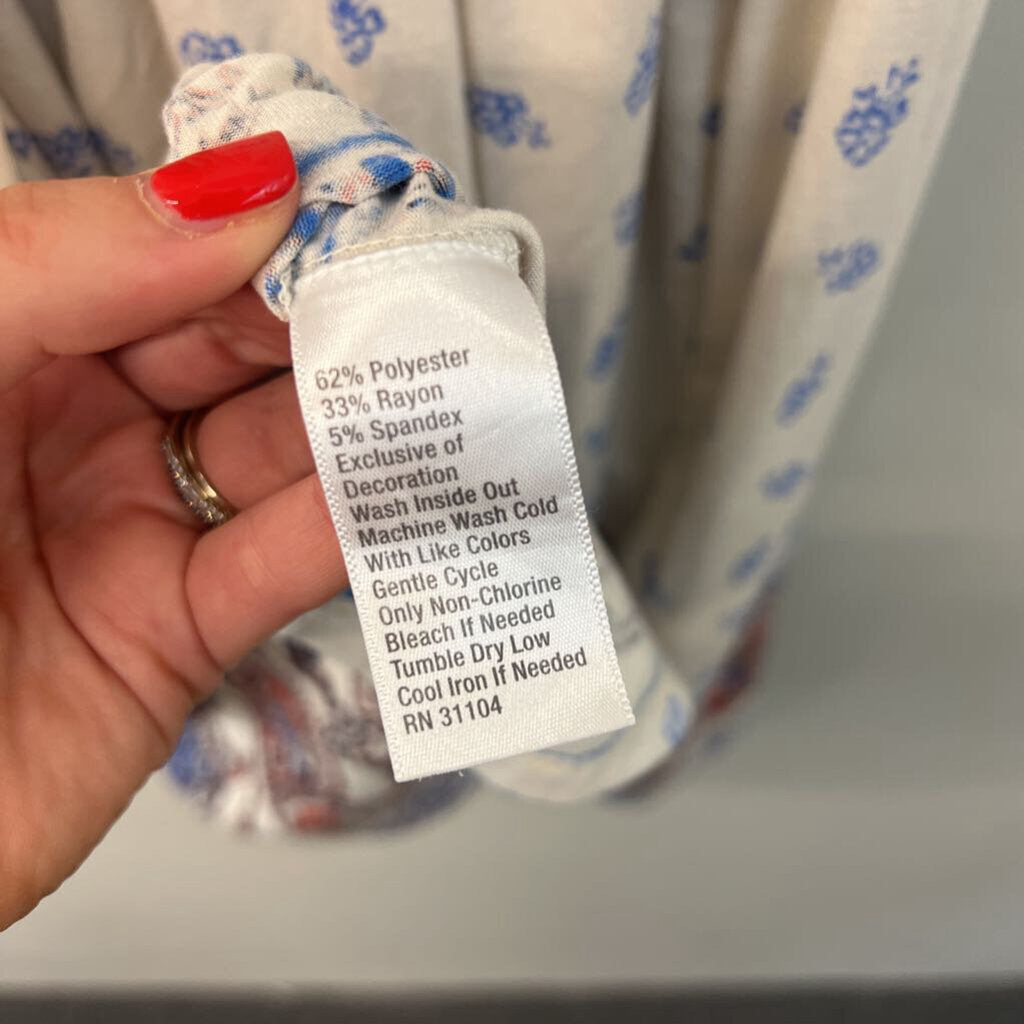 62% Polyester
33% Rayon
5% Spandex
Exclusive of
Decoration
Wash Inside Out
Machine Wash Cold
With Like Colors
Gentle Cycle
Only Non-Chlorine
Bleach If Needed
Tumble Dry Low
Cool Iron If Needed
RN 31104